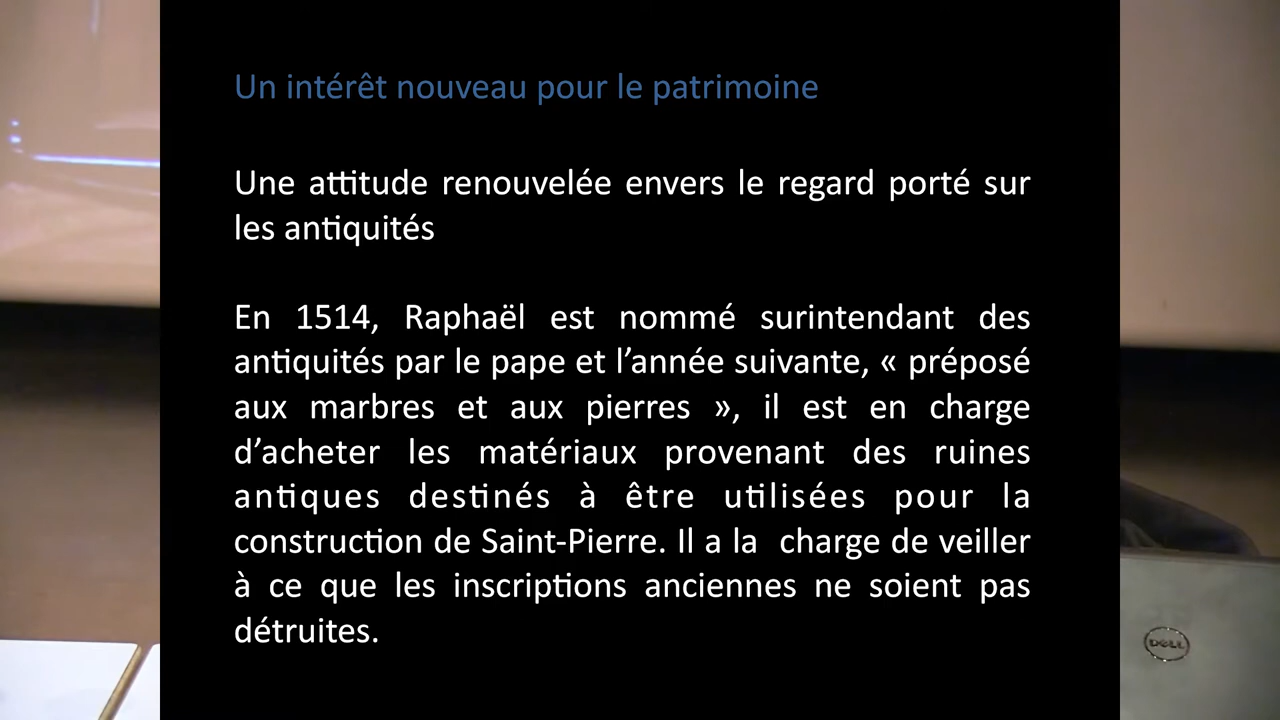 Un intérêt nouveau pour le patrimoine
Une attitude renouvelée envers le regard porté sur
les antiquités
En 1514, Raphaël est nommé surintendant des
antiquités par le pape et l’année suivante, « préposé
aux marbres et aux pierres », il est en charge
d’acheter les matériaux provenant des ruines
antiques destinés à être utilisées pour la
construction de Saint-Pierre. Il a la  charge de veiller
à ce que les inscriptions anciennes ne soient pas
détruites.
DELL